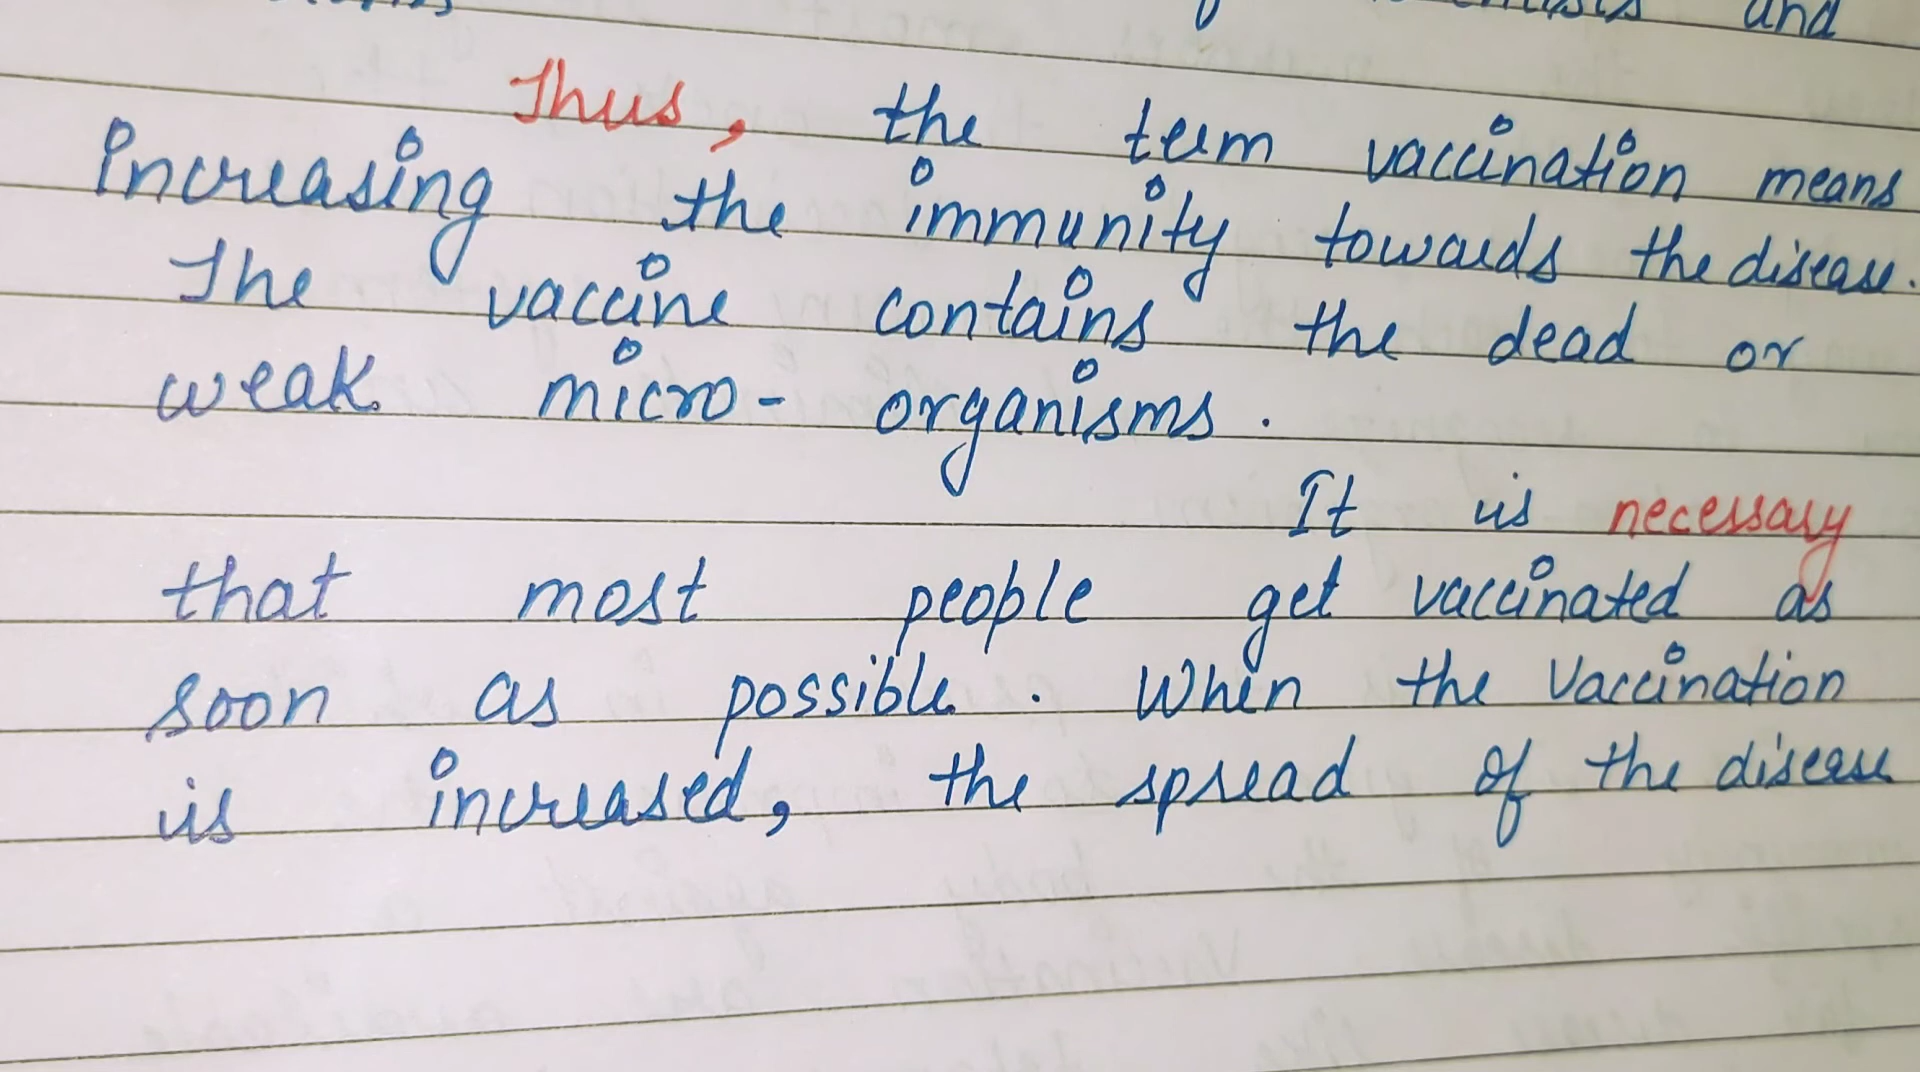 and
Thus, the term vaccination means
increasing the immunity towards the disease.
The vaccine contains the dead or
weak micro- organisms.
It is necessary
that most people get vaccinated as
soon as possible. When the Vaccination
is increased, the spread of the disease